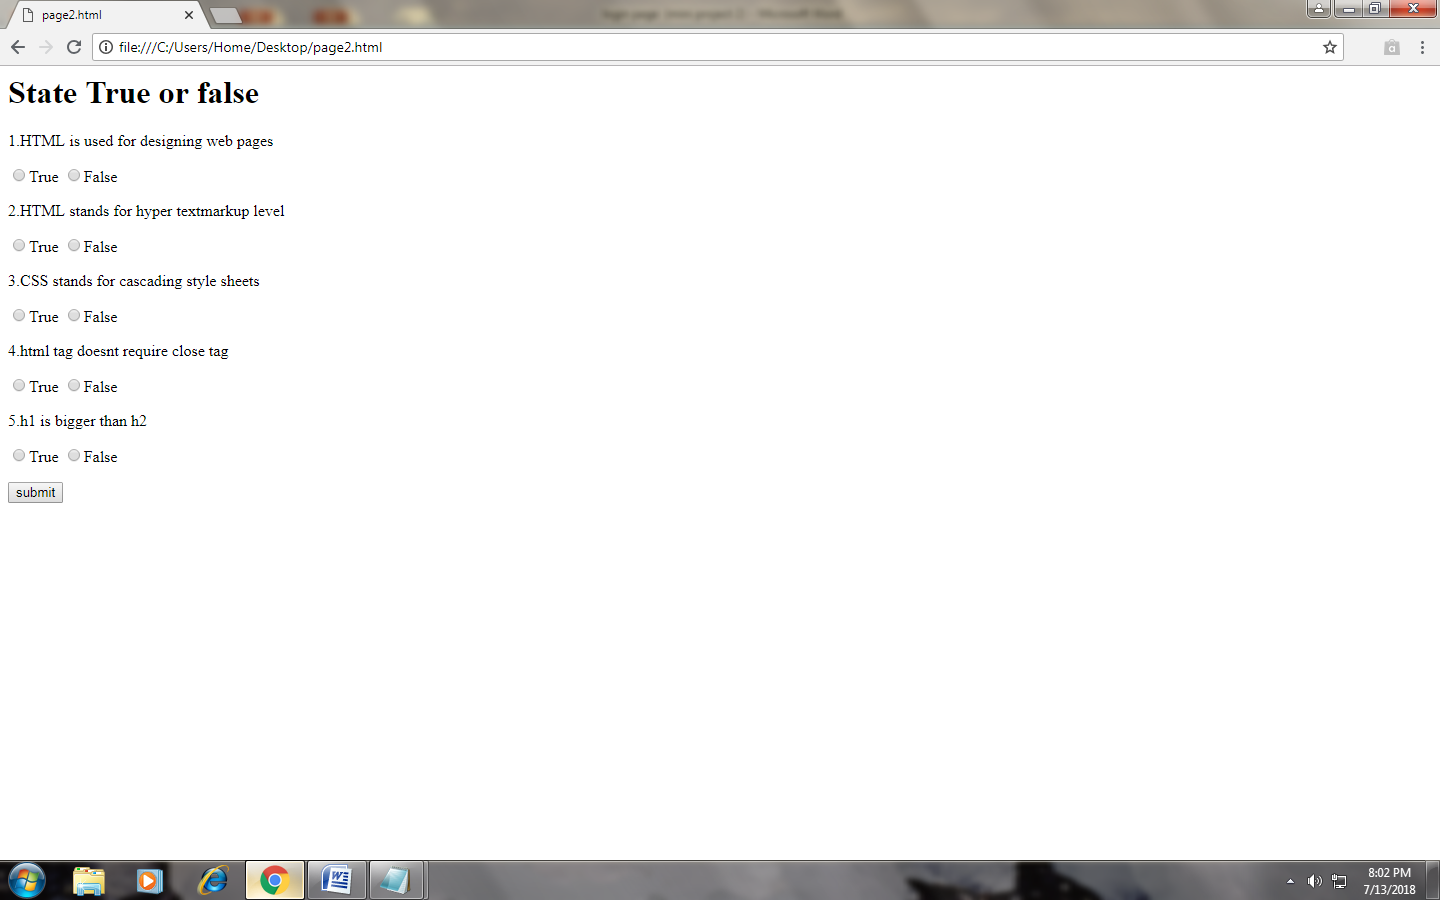 page2.html
file:///C:/Users/Home/Desktop/page2.html
State True or false
1.HTML is used for designing web pages
True False
2.HTML stands for hyper textmarkup level
True False
3.CSS stands for cascading style sheets
True False
4.html tag doesnt require close tag
True False
5.h1 is bigger than h2
True False
submit
8:02 PM
7/13/2018